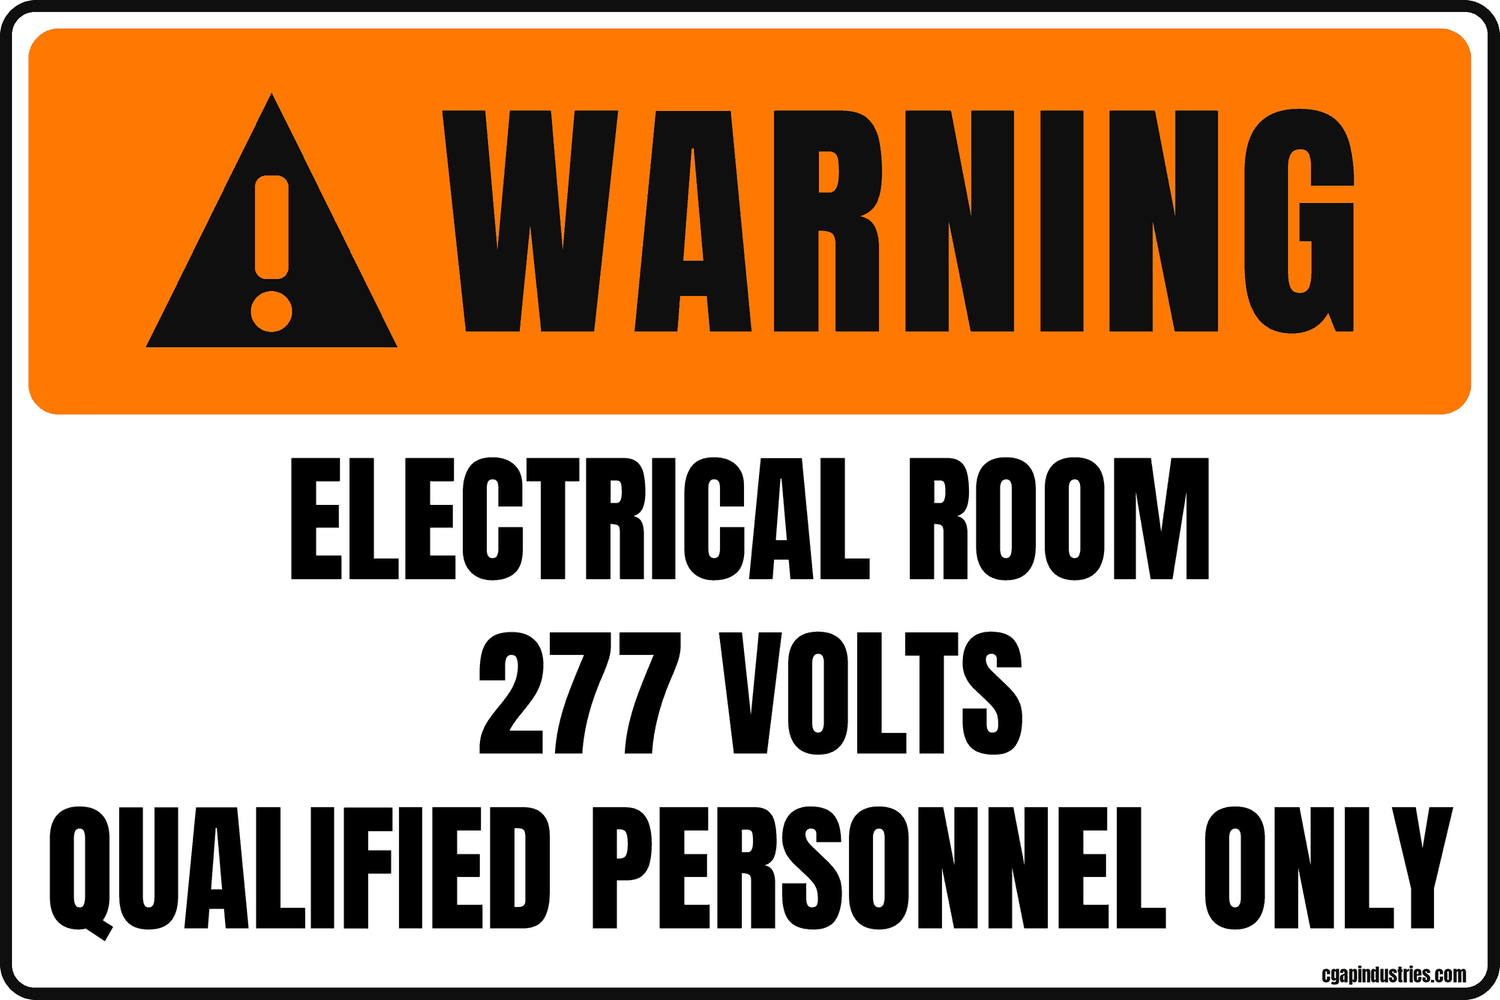 WARNING
ELECTRICAL ROOM
277 VOLTS
QUALIFIED PERSONNEL ONLY
cgapindustries.com